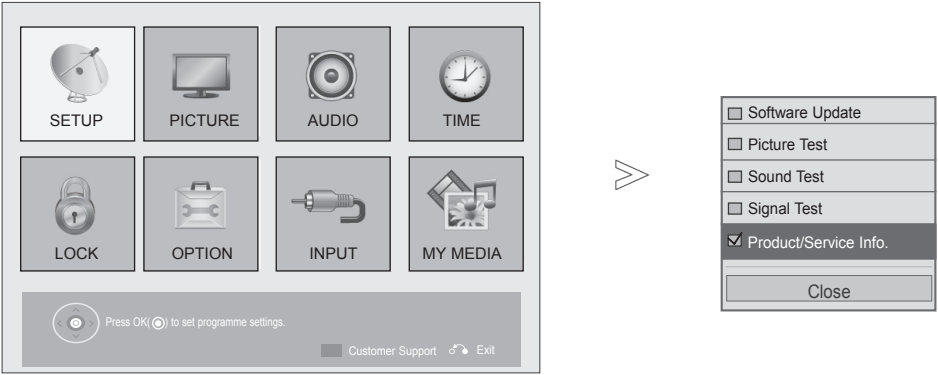 SETUP PICTURE AUDIO TIME
LOCK OPTION INPUT MY MEDIA
Press OK( ) to set programme settings.
Customer Support Exit
Software Update
Picture Test
Sound Test
Signal Test
Product/Service Info.
Close